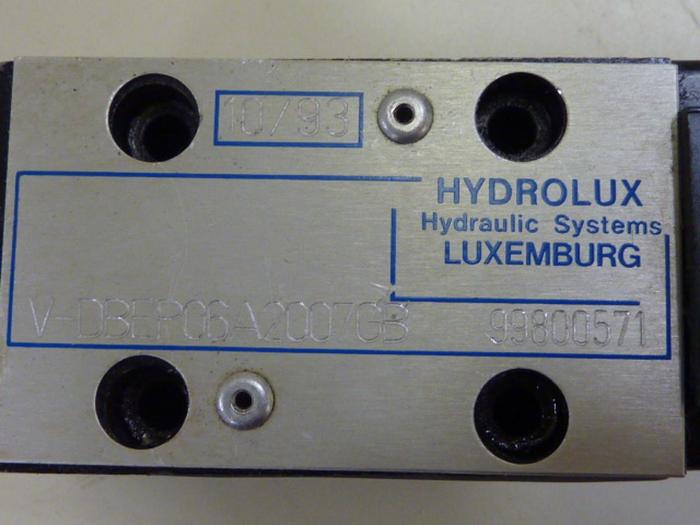 10/93
HYDROLUX
Hydraulic Systems
LUXEMBURG
V-DBEP06A2007GB 99800571